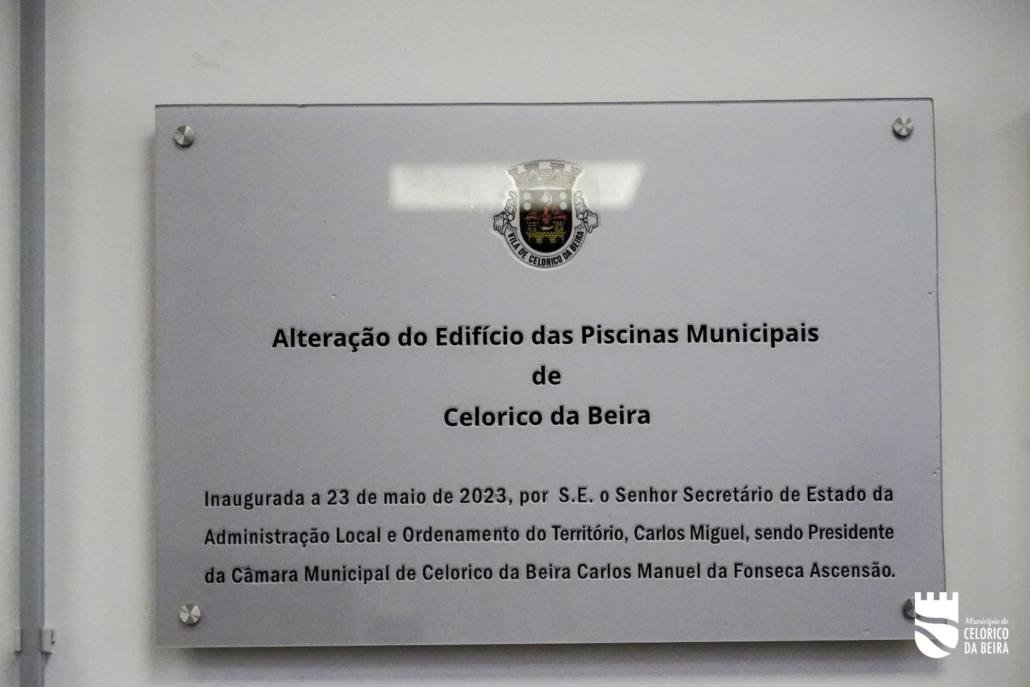 VILA DE CELORICO DA BEIRA
Alteração do Edifício das Piscinas Municipais
de
Celorico da Beira
Inaugurada a 23 de maio de 2023, por S.E. o Senhor Secretário de Estado da
Administração Local e Ordenamento do Território, Carlos Miguel, sendo Presidente
da Câmara Municipal de Celorico da Beira Carlos Manuel da Fonseca Ascensão.
Município de
CELORICO
DA BEIRA